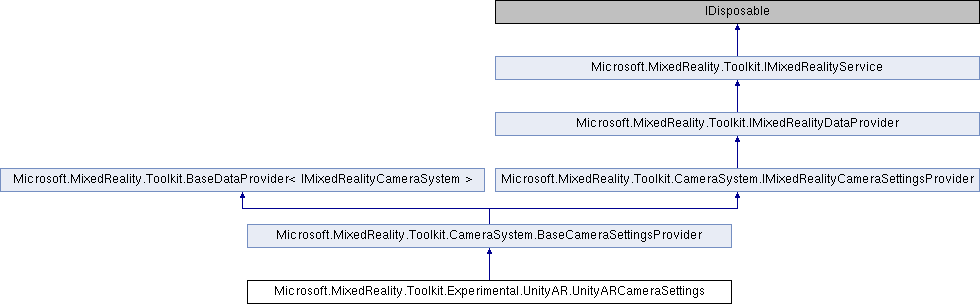 IDisposable
Microsoft.MixedReality.Toolkit.IMixedRealityService
Microsoft.MixedReality.Toolkit.IMixedRealityDataProvider
Microsoft.MixedReality.Toolkit.BaseDataProvider< IMixedRealityCameraSystem >
Microsoft.MixedReality.Toolkit.CameraSystem.IMixedRealityCameraSettingsProvider
Microsoft.MixedReality.Toolkit.CameraSystem.BaseCameraSettingsProvider
Microsoft.MixedReality.Toolkit.Experimental.UnityAR.UnityARCameraSettings